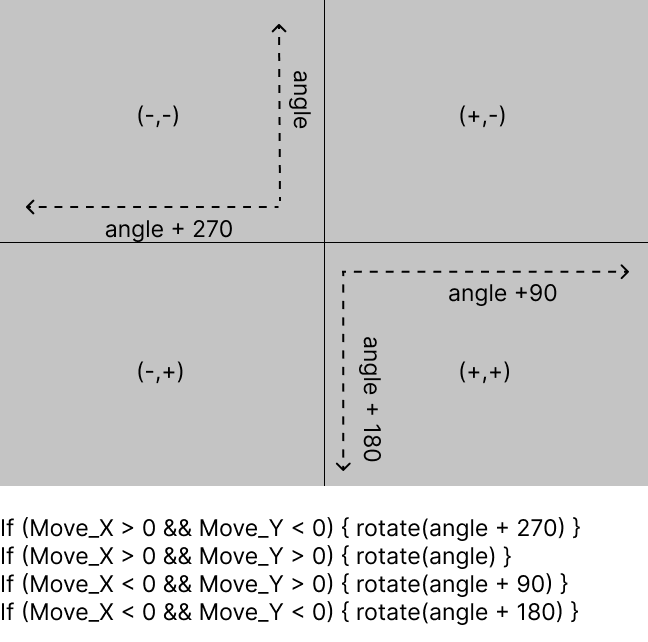 angle
(-,-)
(+,-)
angle + 270
angle +90
angle + 180
(-,+)
(+,+)
If (Move_X > 0 && Move_Y < 0) { rotate(angle + 270) }
If (Move_X > 0 && Move_Y > 0) { rotate(angle) }
If (Move_X < 0 && Move_Y > 0) { rotate(angle + 90) }
If (Move_X < 0 && Move_Y < 0) { rotate(angle + 180) }